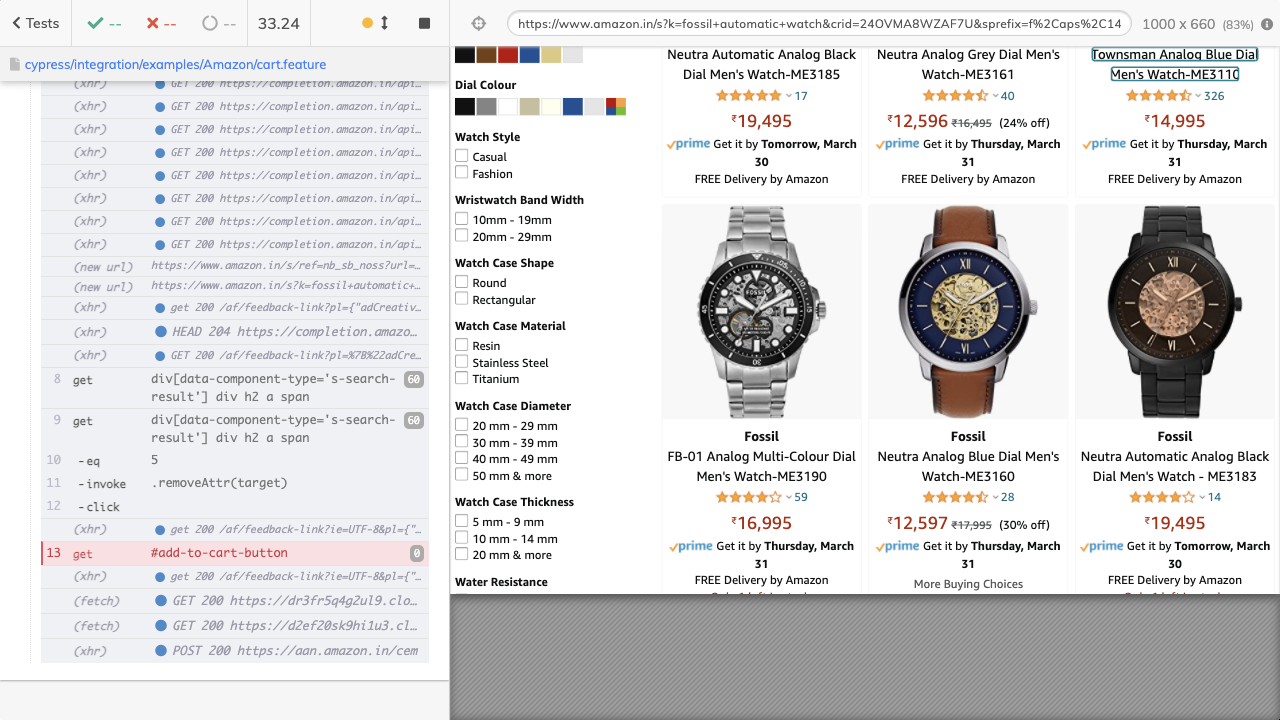 Tests
--
--
--
33.24
cypress/integration/examples/Amazon/cart.feature
(xhr) GET 200 https://completion.amazon.in/api…
(xhr) GET 200 https://completion.amazon.in/api…
(xhr) GET 200 https://completion.amazon.in/api…
(xhr) GET 200 https://completion.amazon.in/api…
(xhr) GET 200 https://completion.amazon.in/api…
(xhr) GET 200 https://completion.amazon.in/api…
(xhr) GET 200 https://completion.amazon.in/api…
(xhr) GET 200 https://completion.amazon.in/api…
(new url) https://www.amazon.in/s/ref=nb_sb_noss?url=…
(new url) https://www.amazon.in/s?k=fossil+automatic+…
(xhr) get 200 /af/feedback-link?pl={"adCreativ…
(xhr) HEAD 204 https://completion.amazo…
(xhr) GET 200 /af/feedback-link?pl=%7B%22adCre…
8 get div[data-component-type='s-search-
result'] div h2 a span 60
9 get div[data-component-type='s-search-
result'] div h2 a span 60
10 -eq 5
11 -invoke .removeAttr(target)
12 -click
(xhr) get 200 /af/feedback-link?ie=UTF-8&pl={"…
13 get #add-to-cart-button 0
(xhr) get 200 /af/feedback-link?ie=UTF-8&pl={"…
(fetch) GET 200 https://dr3fr5q4g2ul9.clo…
(fetch) GET 200 https://d2ef20sk9hi1u3.cl…
(xhr) POST 200 https://aan.amazon.in/cem
https://www.amazon.in/s?k=fossil+automatic+watch&crid=24OVMA8WZAF7U&sprefix=f%2Caps%2C14
1000 x 660 (83%)
Dial Colour
Watch Style
Casual
Fashion
Wristwatch Band Width
10mm - 19mm
20mm - 29mm
Watch Case Shape
Round
Rectangular
Watch Case Material
Resin
Stainless Steel
Titanium
Watch Case Diameter
20 mm - 29 mm
30 mm - 39 mm
40 mm - 49 mm
50 mm & more
Watch Case Thickness
5 mm - 9 mm
10 mm - 14 mm
20 mm & more
Water Resistance
Neutra Automatic Analog Black
Dial Men's Watch-ME3185
17
₹19,495
prime Get it by Tomorrow, March
30
FREE Delivery by Amazon
Neutra Analog Grey Dial Men's
Watch-ME3161
40
₹12,596 ₹16,495 (24% off)
prime Get it by Thursday, March
31
FREE Delivery by Amazon
Townsman Analog Blue Dial
Men's Watch-ME3110
326
₹14,995
prime Get it by Thursday, March
31
FREE Delivery by Amazon
Fossil
FB-01 Analog Multi-Colour Dial
Men's Watch-ME3190
59
₹16,995
prime Get it by Thursday, March
31
FREE Delivery by Amazon
Fossil
Neutra Analog Blue Dial Men's
Watch-ME3160
28
₹12,597 ₹17,995 (30% off)
prime Get it by Thursday, March
31
More Buying Choices
Fossil
Neutra Automatic Analog Black
Dial Men's Watch - ME3183
14
₹19,495
prime Get it by Tomorrow, March
30
FREE Delivery by Amazon